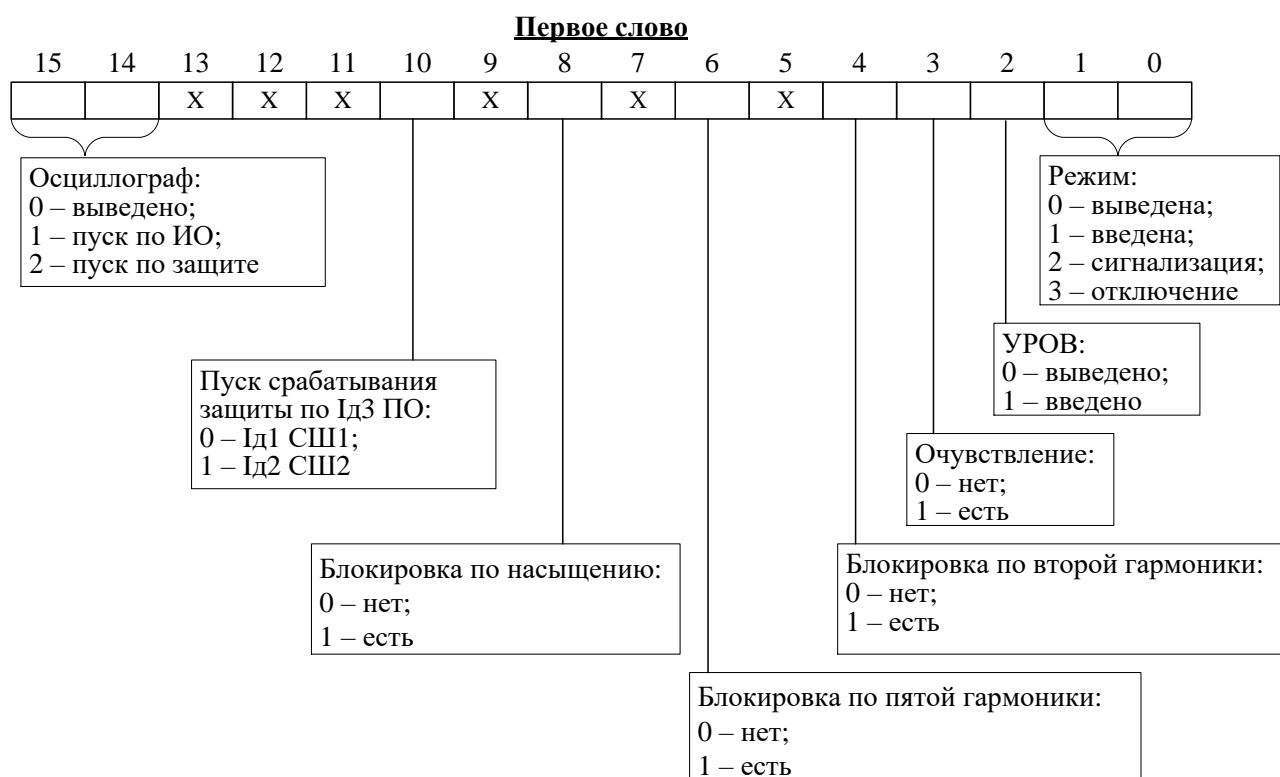 Первое слово
15 14 13 12 11 10 9 8 7 6 5 4 3 2 1 0
X X X X X X
Осциллограф:
0 – выведено;
1 – пуск по ИО;
2 – пуск по защите
Режим:
0 – выведена;
1 – введена;
2 – сигнализация;
3 – отключение
УРОВ:
0 – выведено;
1 – введено
Пуск срабатывания
защиты по Iд3 ПО:
0 – Iд1 СШ1;
1 – Iд2 СШ2
Очувствление:
0 – нет;
1 – есть
Блокировка по насыщению:
0 – нет;
1 – есть
Блокировка по второй гармоники:
0 – нет;
1 – есть
Блокировка по пятой гармоники:
0 – нет;
1 – есть